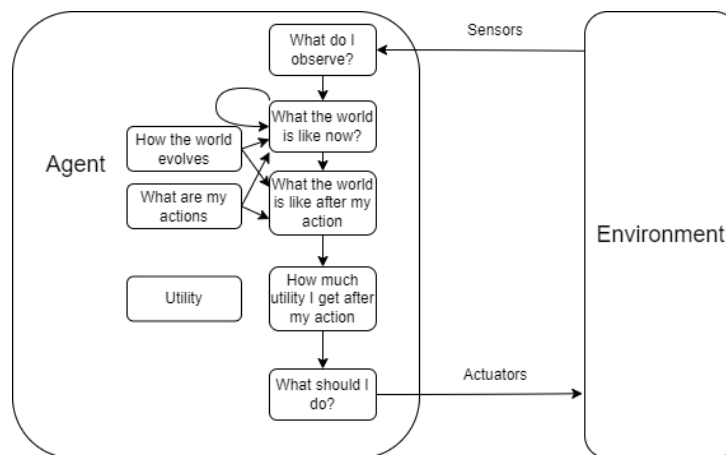 What do I
observe?
Sensors
What the world
is like now?
How the world
evolves
Agent
What are my
actions
What the world
is like after my
action
Environment
How much
utility I get after
my action
Utility
What should I
do?
Actuators